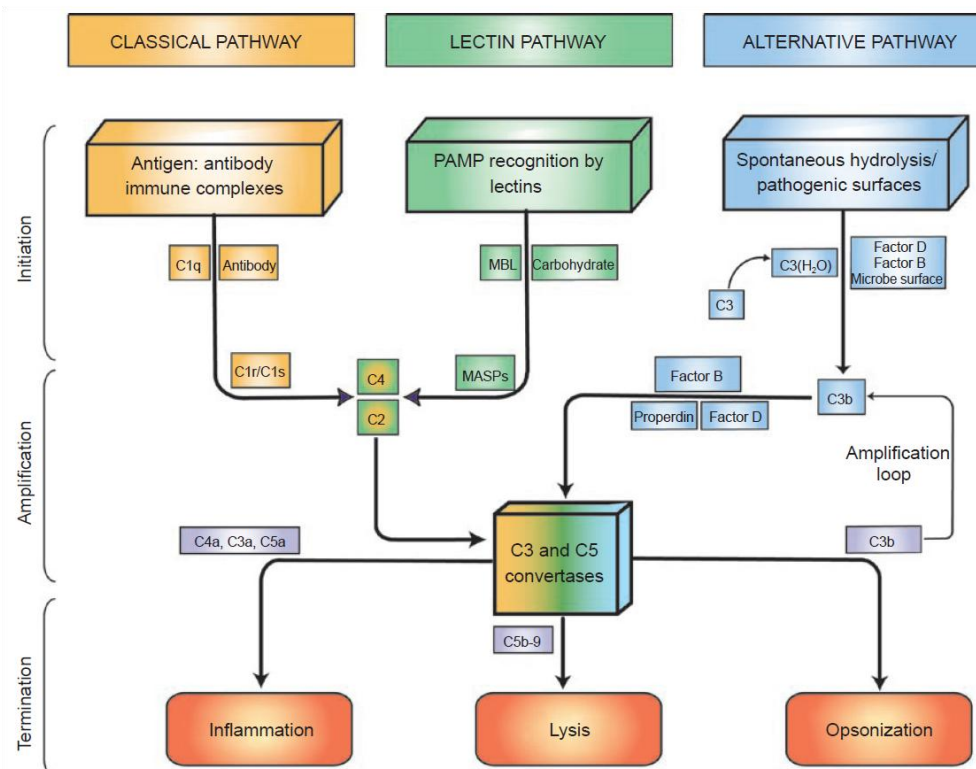 CLASSICAL PATHWAY
LECTIN PATHWAY
ALTERNATIVE PATHWAY
Initiation
Antigen: antibody
immune complexes
PAMP recognition by
lectins
Spontaneous hydrolysis/
pathogenic surfaces
C1q
Antibody
MBL
Carbohydrate
C3
C3(H₂O)
Factor D
Factor B
Microbe surface
Amplification
C1r/C1s
C4
C2
MASPs
Factor B
Properdin
Factor D
C3b
Amplification
loop
C4a, C3a, C5a
C3 and C5
convertases
C3b
Termination
C5b-9
Inflammation
Lysis
Opsonization